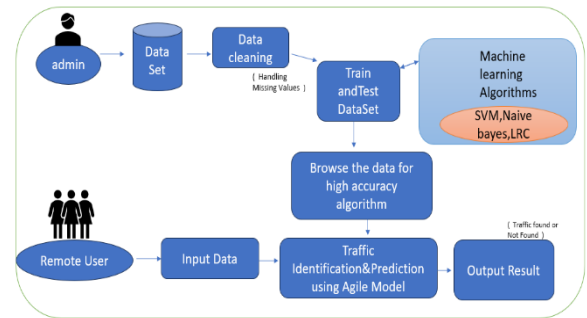 admin
Data
Set
Data
cleaning
( Handling
Missing Values )
Train
andTest
DataSet
Machine
learning
Algorithms
SVM,Naive
bayes,LRC
Browse the data for
high accuracy
algorithm
Remote User
Input Data
Traffic
Identification&Prediction
using Agile Model
( Traffic found or
Not Found )
Output Result